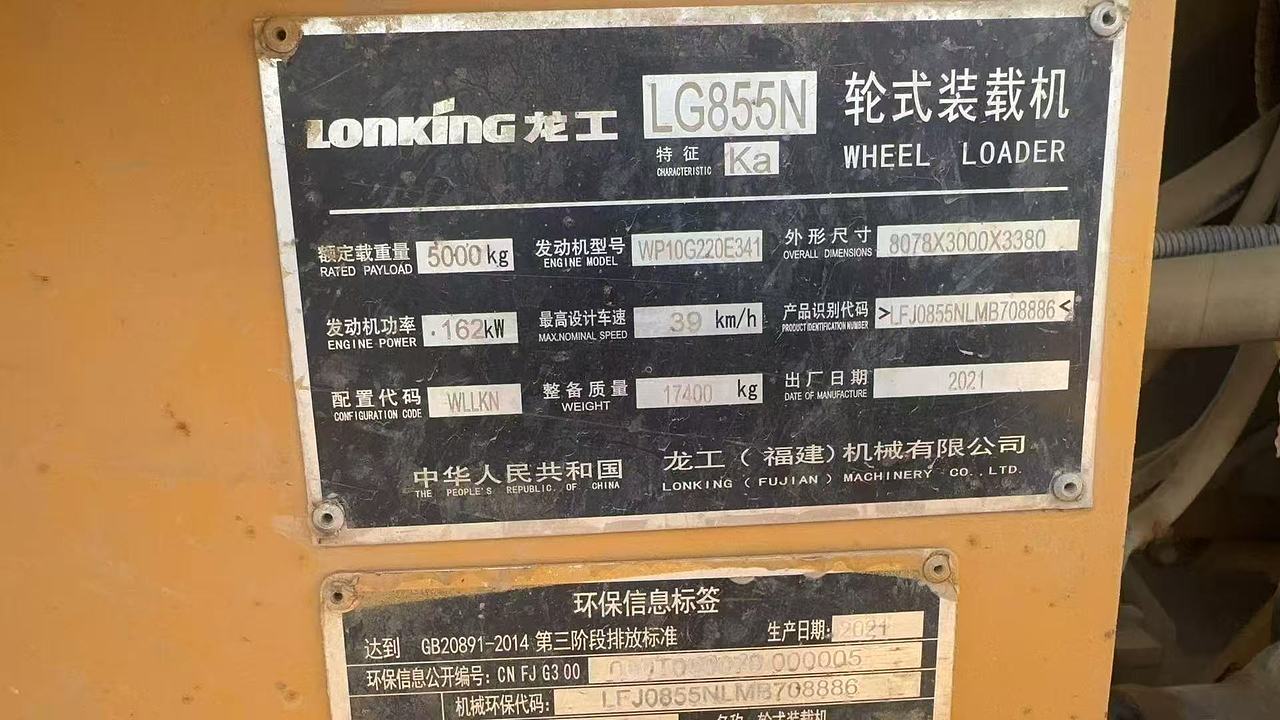 LONKING 龙工 LG855N 轮式装载机
特征 CHARACTERISTIC Ka WHEEL LOADER
额定载重量 RATED PAYLOAD 5000 kg
发动机型号 ENGINE MODEL WP10G220E341
外形尺寸 OVERALL DIMENSIONS 8078X3000X3380
发动机功率 ENGINE POWER .162kW
最高设计车速 MAX.NOMINAL SPEED 39 km/h
产品识别代码 PRODUCT IDENTIFICATION NUMBER >LFJ0855NLMB708886<
配置代码 CONFIGURATION CODE WLLKN
整备质量 WEIGHT 17400 kg
出厂日期 DATE OF MANUFACTURE 2021
中华人民共和国 龙工(福建)机械有限公司
THE PEOPLE'S REPUBLIC. OF CHINA LONKING (FUJIAN) MACHINERY CO.,LTD.
环保信息标签
达到 GB20891-2014 第三阶段排放标准 生产日期: 2021
环保信息公开编号: CN FJ G3 00 000005
机械环保代码: LFJ0855NLMB708886
名称 轮式装载机